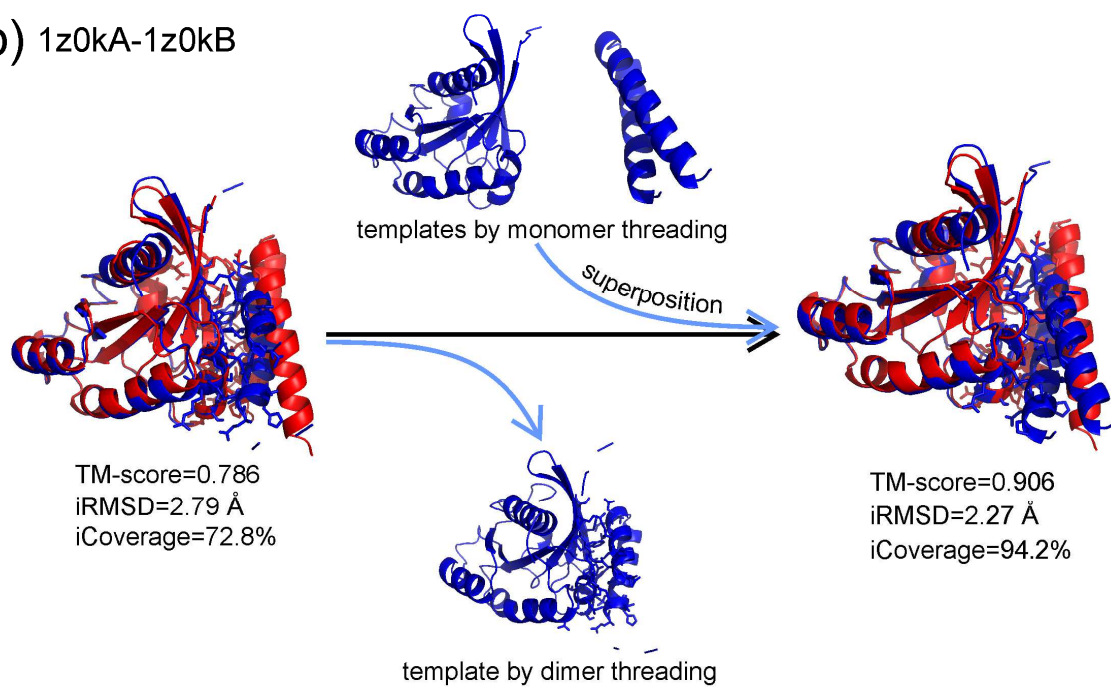 b) 1z0kA-1z0kB
templates by monomer threading
superposition
TM-score=0.786
iRMSD=2.79 Å
iCoverage=72.8%
TM-score=0.906
iRMSD=2.27 Å
iCoverage=94.2%
template by dimer threading